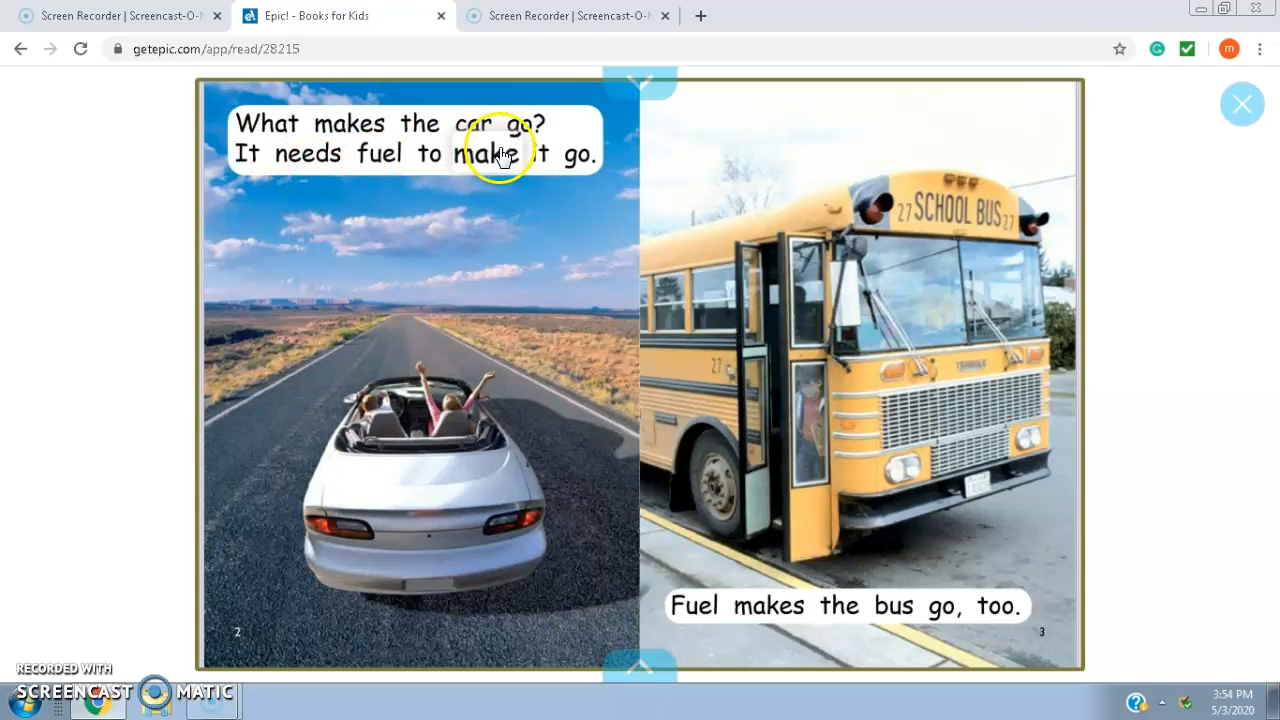 Screen Recorder | Screencast-O-M
Epic! - Books for Kids
Screen Recorder | Screencast-O-M
getepic.com/app/read/28215
m
What makes the car go?
It needs fuel to make it go.
27 SCHOOL BUS 27
27
Fuel makes the bus go, too.
2
3
RECORDED WITH
SCREENCAST MATIC
3:54 PM
5/3/2020